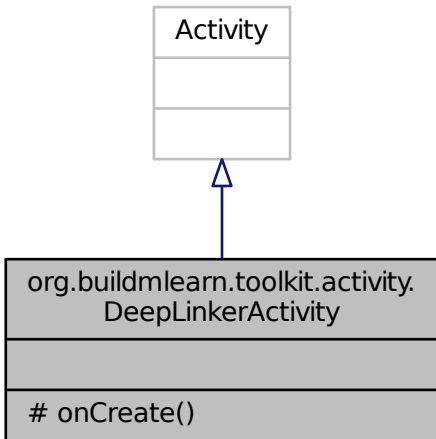 Activity
org.buildmlearn.toolkit.activity.
DeepLinkerActivity
# onCreate()